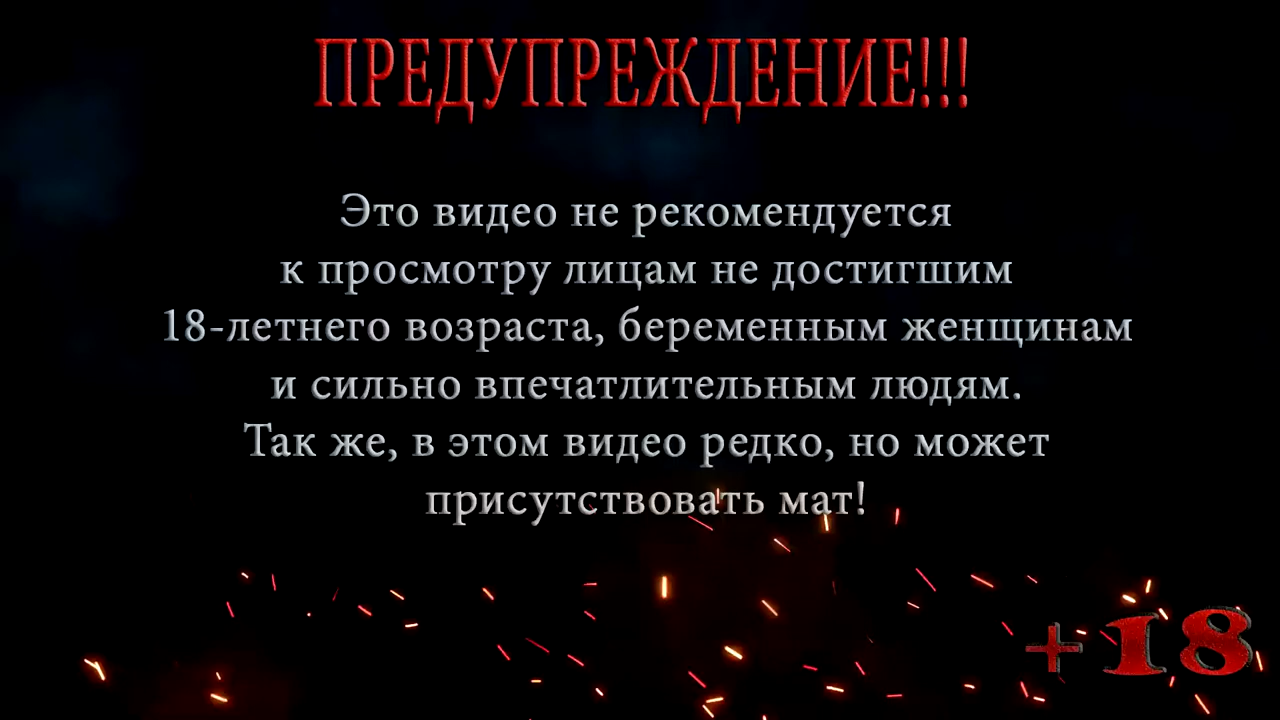 ПРЕДУПРЕЖДЕНИЕ!!!
Это видео не рекомендуется
к просмотру лицам не достигшим
18-летнего возраста, беременным женщинам
и сильно впечатлительным людям.
Так же, в этом видео редко, но может
присутствовать мат!
+18